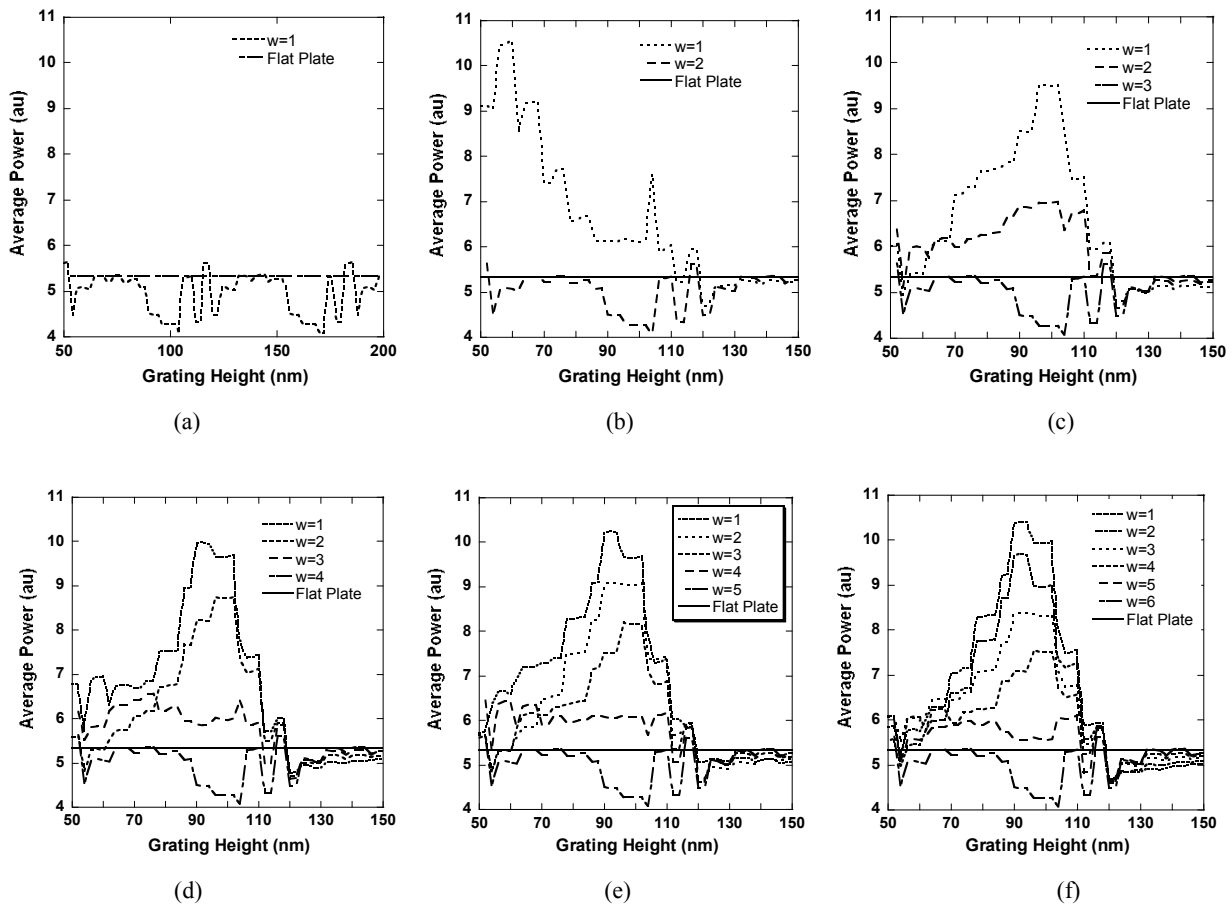 11
10
9
8
7
6
5
4
Average Power (au)
w=1
Flat Plate
50
100
150
200
Grating Height (nm)
(a)
11
10
9
8
7
6
5
4
Average Power (au)
w=1
w=2
Flat Plate
50
70
90
110
130
150
Grating Height (nm)
(b)
11
10
9
8
7
6
5
4
Average Power (au)
w=1
w=2
w=3
Flat Plate
50
70
90
110
130
150
Grating Height (nm)
(c)
11
10
9
8
7
6
5
4
Average Power (au)
w=1
w=2
w=3
w=4
Flat Plate
50
70
90
110
130
150
Grating Height (nm)
(d)
11
10
9
8
7
6
5
4
Average Power (au)
w=1
w=2
w=3
w=4
w=5
Flat Plate
50
70
90
110
130
150
Grating Height (nm)
(e)
11
10
9
8
7
6
5
4
Average Power (au)
w=1
w=2
w=3
w=4
w=5
w=6
Flat Plate
50
70
90
110
130
150
Grating Height (nm)
(f)